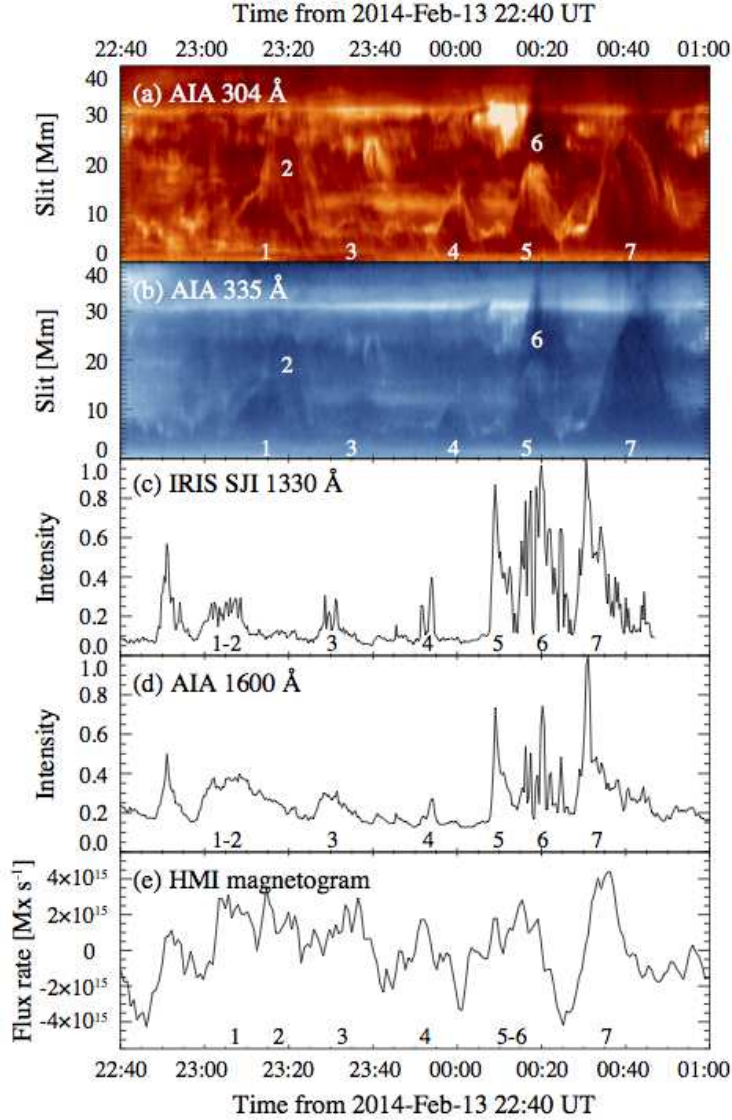 Time from 2014-Feb-13 22:40 UT
22:40 23:00 23:20 23:40 00:00 00:20 00:40 01:00
(a) AIA 304 Å
Slit [Mm]
40
30
20
10
0
1 2 3 4 5 6 7
(b) AIA 335 Å
Slit [Mm]
40
30
20
10
0
1 2 3 4 5 6 7
(c) IRIS SJI 1330 Å
Intensity
1.0
0.8
0.6
0.4
0.2
0.0
1-2 3 4 5 6 7
(d) AIA 1600 Å
Intensity
1.0
0.8
0.6
0.4
0.2
0.0
1-2 3 4 5 6 7
(e) HMI magnetogram
Flux rate [Mx s⁻¹]
4×10¹⁵
2×10¹⁵
0
-2×10¹⁵
-4×10¹⁵
1 2 3 4 5-6 7
22:40 23:00 23:20 23:40 00:00 00:20 00:40 01:00
Time from 2014-Feb-13 22:40 UT